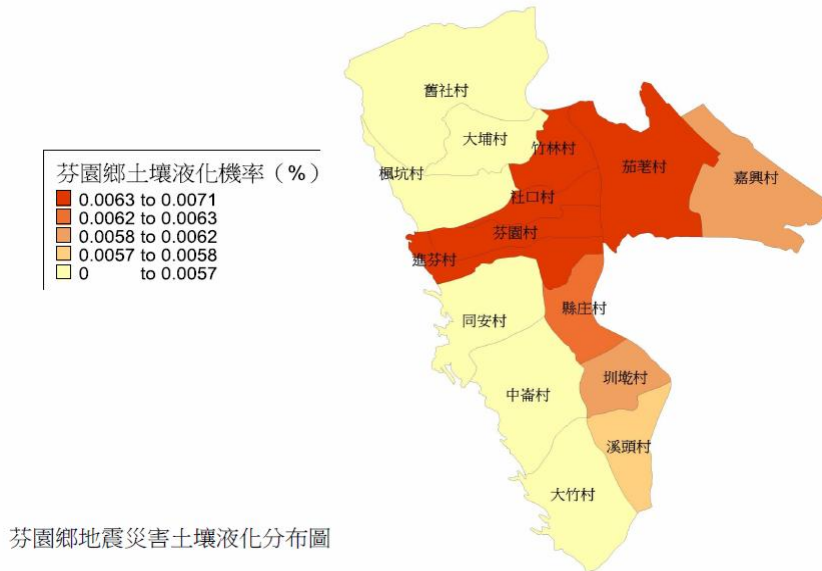 舊社村
大埔村
竹林村
楓坑村
茄荖村
嘉興村
社口村
芬園村
進芬村
縣庄村
同安村
圳墘村
中崙村
溪頭村
大竹村
芬園鄉土壤液化機率（%）
0.0063 to 0.0071
0.0062 to 0.0063
0.0058 to 0.0062
0.0057 to 0.0058
0 to 0.0057
芬園鄉地震災害土壤液化分布圖